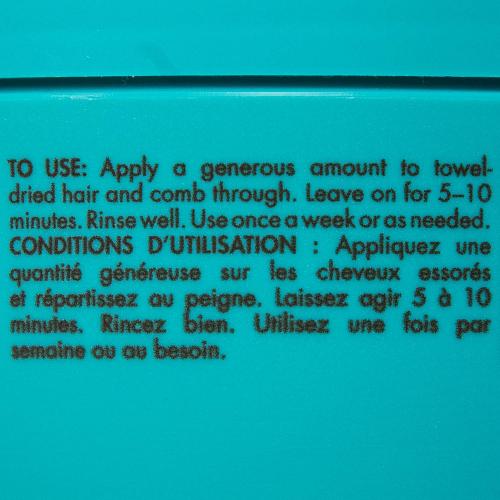 TO USE: Apply a generous amount to towel-
dried hair and comb through. Leave on for 5–10
minutes. Rinse well. Use once a week or as needed.
CONDITIONS D'UTILISATION : Appliquez une
quantité généreuse sur les cheveux essorés
et répartissez au peigne. Laissez agir 5 à 10
minutes. Rincez bien. Utilisez une fois par
semaine ou au besoin.